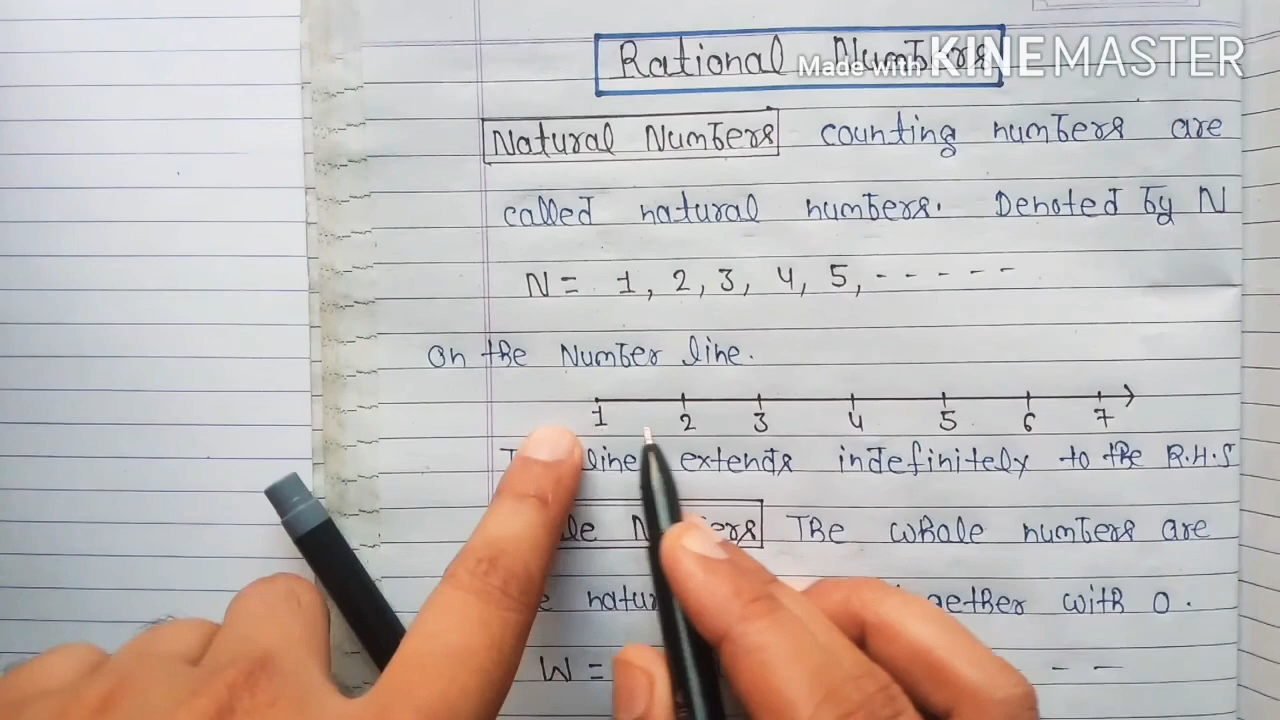 Rational Numbers
Made with KINEMASTER
Natural Numbers counting numbers are
called natural numbers. Denoted by N
N = 1, 2, 3, 4, 5, - - - - -
On the Number line.
1 2 3 4 5 6 7
line extends indefinitely to the R.H.S
The whole numbers are
with 0.
W = - -